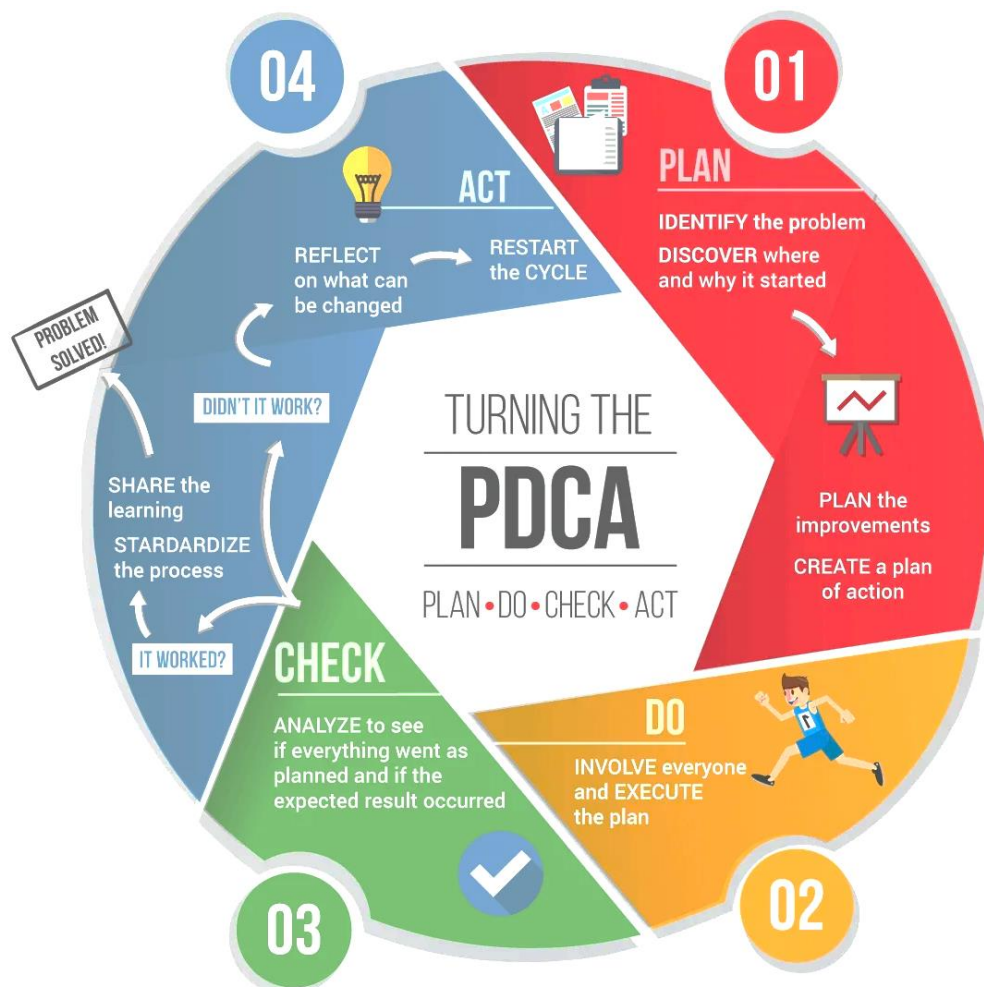 TURNING THE
PDCA
PLAN • DO • CHECK • ACT
01
PLAN
IDENTIFY the problem
DISCOVER where
and why it started
PLAN the
improvements
CREATE a plan
of action
02
DO
INVOLVE everyone
and EXECUTE
the plan
1
03
CHECK
ANALYZE to see
if everything went as
planned and if the
expected result occurred
04
ACT
IT WORKED?
STARDARDIZE
the process
SHARE the
learning
PROBLEM
SOLVED!
DIDN'T IT WORK?
REFLECT
on what can
be changed
RESTART
the CYCLE